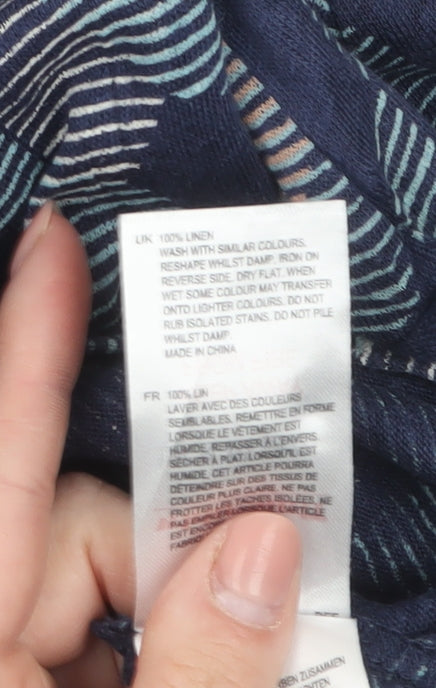 UK 100% LINEN
WASH WITH SIMILAR COLOURS.
RESHAPE WHILST DAMP. IRON ON
REVERSE SIDE. DRY FLAT. WHEN
WET SOME COLOUR MAY TRANSFER
ONTO LIGHTER COLOURS. DO NOT
RUB ISOLATED STAINS. DO NOT PILE
WHILST DAMP.
MADE IN CHINA
FR 100% LIN
LAVER AVEC DES COULEURS
SEMBLABLES. REMETTRE EN FORME
LORSQUE LE VÊTEMENT EST
HUMIDE. REPASSER À L'ENVERS.
SÉCHER À PLAT. LORSQU'IL EST
HUMIDE, CET ARTICLE POURRA
DÉTEINDRE SUR DES TISSUS DE
COULEUR PLUS CLAIRE. NE PAS
FROTTER LES TACHES ISOLÉES, NE
PAS EMPILER LORSQUE L'ARTICLE
EST
ZUSAMMEN